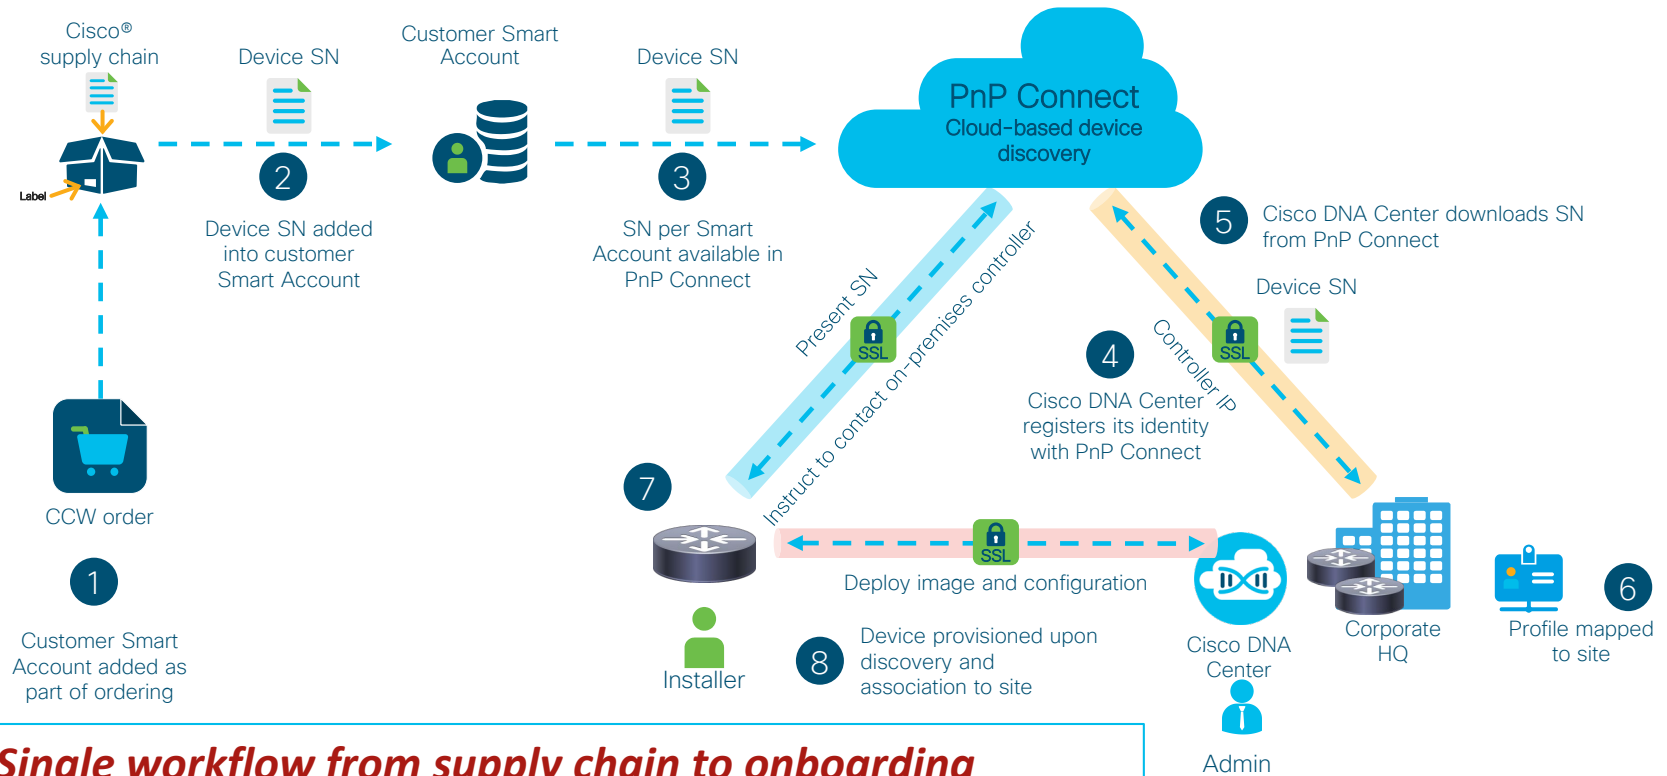 Cisco®
supply chain
Label
Device SN
2
Device SN added
into customer
Smart Account
Customer Smart
Account
Device SN
3
SN per Smart
Account available in
PnP Connect
PnP Connect
Cloud-based device
discovery
CCW order
1
Customer Smart
Account added as
part of ordering
Present SN
SSL
Instruct to contact on-premises controller
5
Cisco DNA Center downloads SN
from PnP Connect
Device SN
SSL
Controller IP
4
Cisco DNA Center
registers its identity
with PnP Connect
7
Installer
SSL
Deploy image and configuration
8
Device provisioned upon
discovery and
association to site
Cisco DNA
Center
Admin
Corporate
HQ
6
Profile mapped
to site
Single workflow from supply chain to onboarding